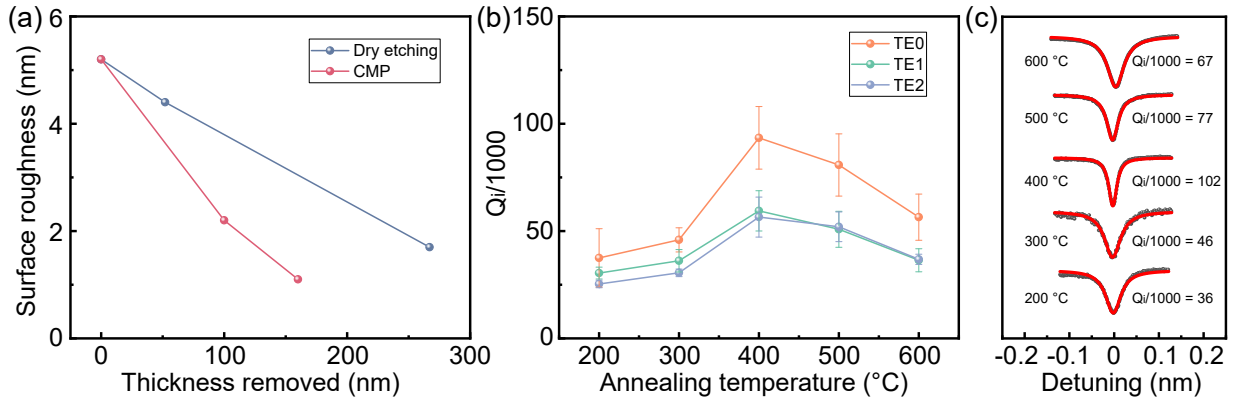 (a)
Surface roughness (nm)
6
4
2
0
0 100 200 300
Thickness removed (nm)
Dry etching
CMP
(b)
Qi/1000
150
100
50
0
200 300 400 500 600
Annealing temperature (°C)
TE0
TE1
TE2
(c)
600 °C Qi/1000 = 67
500 °C Qi/1000 = 77
400 °C Qi/1000 = 102
300 °C Qi/1000 = 46
200 °C Qi/1000 = 36
-0.2 -0.1 0 0.1 0.2
Detuning (nm)